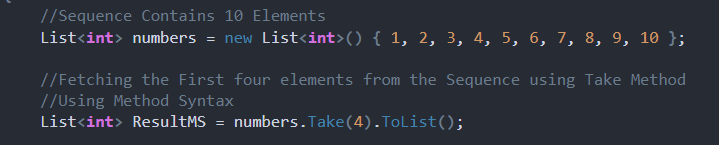 //Sequence Contains 10 Elements
List<int> numbers = new List<int>() { 1, 2, 3, 4, 5, 6, 7, 8, 9, 10 };
//Fetching the First four elements from the Sequence using Take Method
//Using Method Syntax
List<int> ResultMS = numbers.Take(4).ToList();